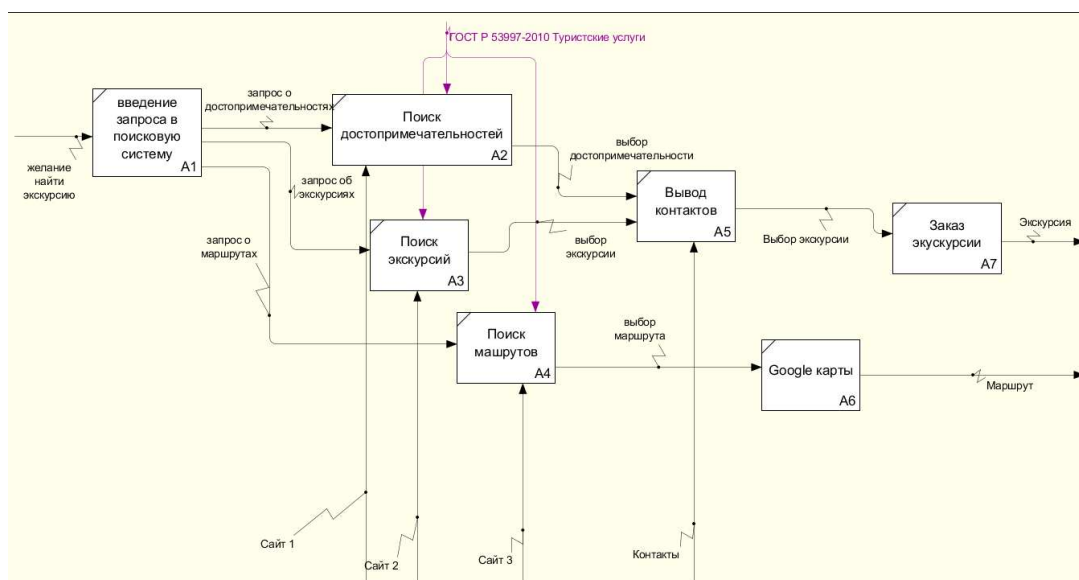 ГОСТ Р 53997-2010 Туристские услуги
введение
запроса в
поисковую
систему
A1
запрос о
достопримечательностях
Поиск
достопримечательностей
A2
желание
найти
экскурсию
запрос об
экскурсиях
выбор
достопримечательности
Вывод
контактов
A5
Выбор экскурсии
Заказ
экускурсии
A7
Экскурсия
запрос о
маршрутах
Поиск
экскурсий
A3
выбор
экскурсии
Поиск
машрутов
A4
выбор
маршрута
Google карты
A6
Маршрут
Сайт 1
Сайт 2
Сайт 3
Контакты